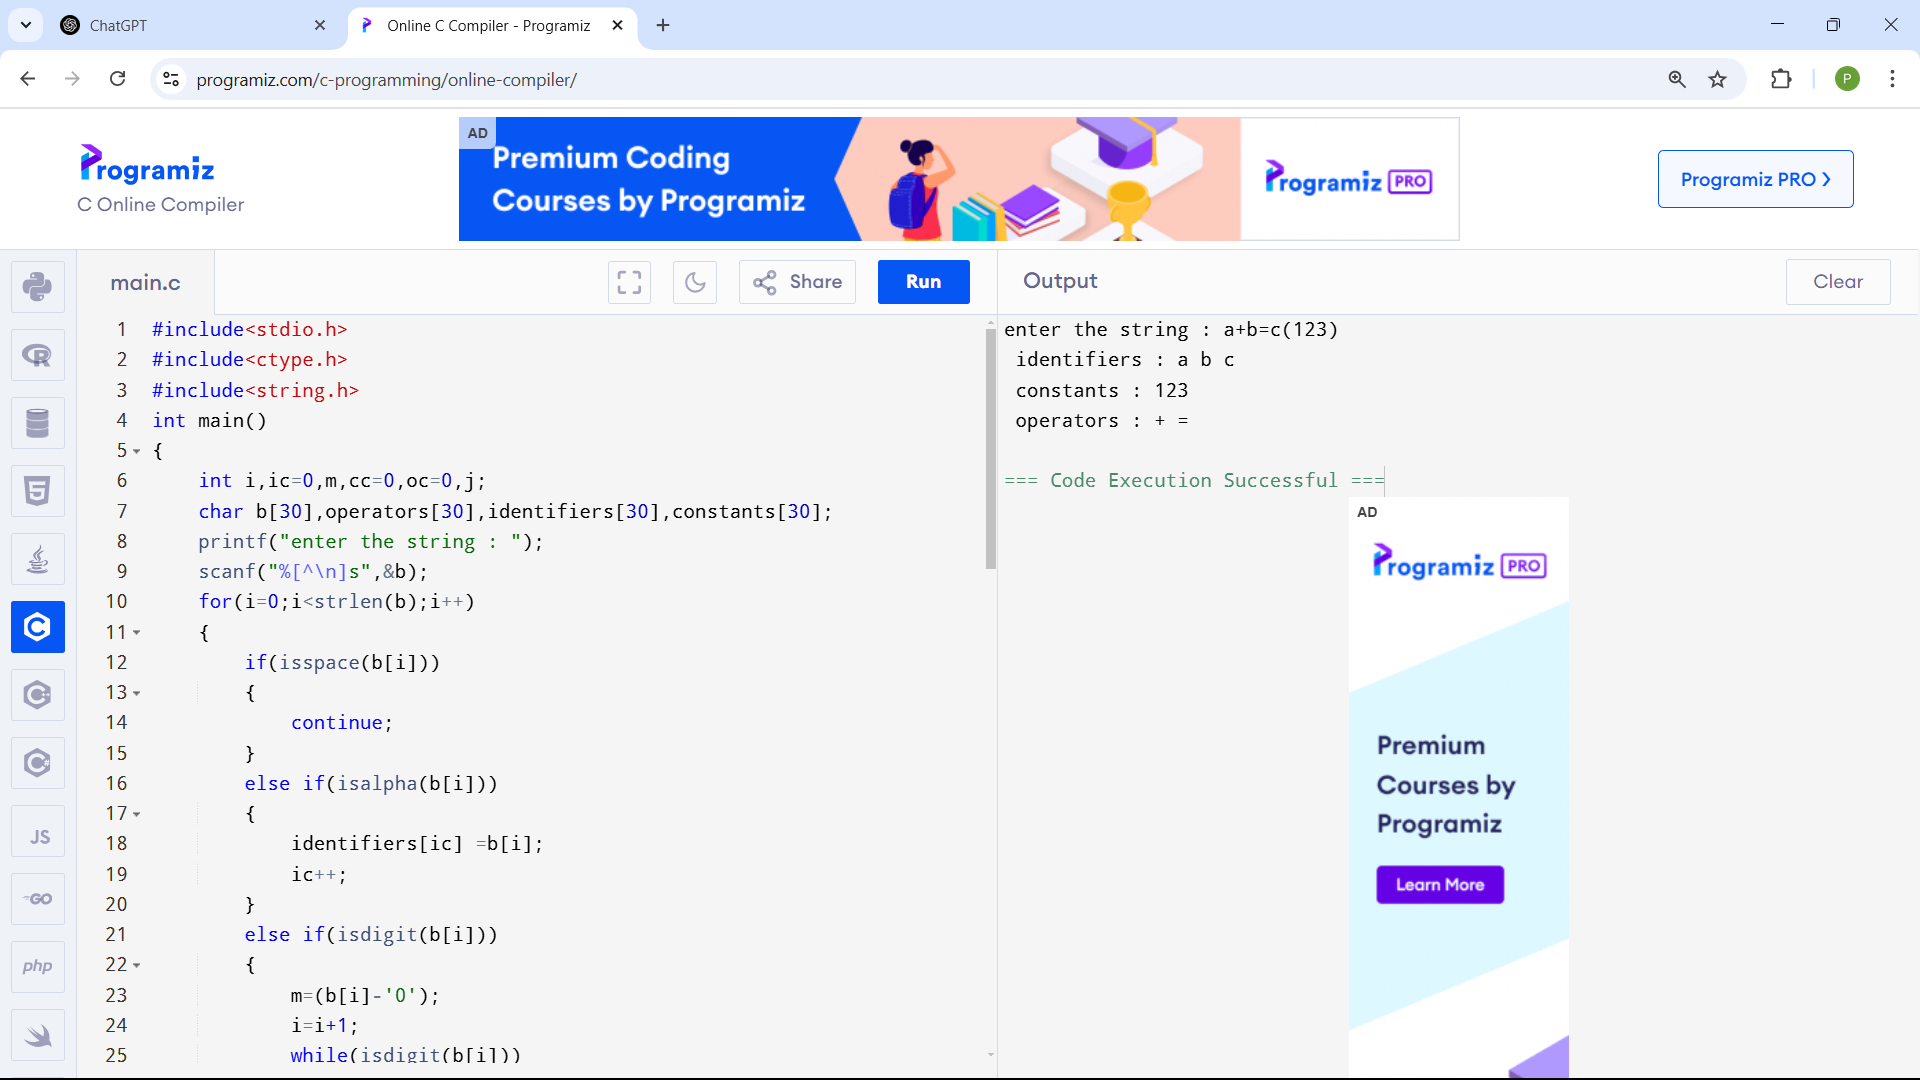 ChatGPT
Online C Compiler - Programiz
programiz.com/c-programming/online-compiler/
P
Programiz
C Online Compiler
AD
Premium Coding
Courses by Programiz
Programiz PRO
Programiz PRO
main.c
Share
Run
Output
Clear
1 #include<stdio.h>
2 #include<ctype.h>
3 #include<string.h>
4 int main()
5 {
6     int i,ic=0,m,cc=0,oc=0,j;
7     char b[30],operators[30],identifiers[30],constants[30];
8     printf("enter the string : ");
9     scanf("%[^\n]s",&b);
10     for(i=0;i<strlen(b);i++)
11     {
12         if(isspace(b[i]))
13         {
14             continue;
15         }
16         else if(isalpha(b[i]))
17         {
18             identifiers[ic] =b[i];
19             ic++;
20         }
21         else if(isdigit(b[i]))
22         {
23             m=(b[i]-'0');
24             i=i+1;
25             while(isdigit(b[i]))
enter the string : a+b=c(123)
 identifiers : a b c
 constants : 123
 operators : + =
=== Code Execution Successful ===
AD
Programiz PRO
Premium
Courses by
Programiz
Learn More
JS
GO
php